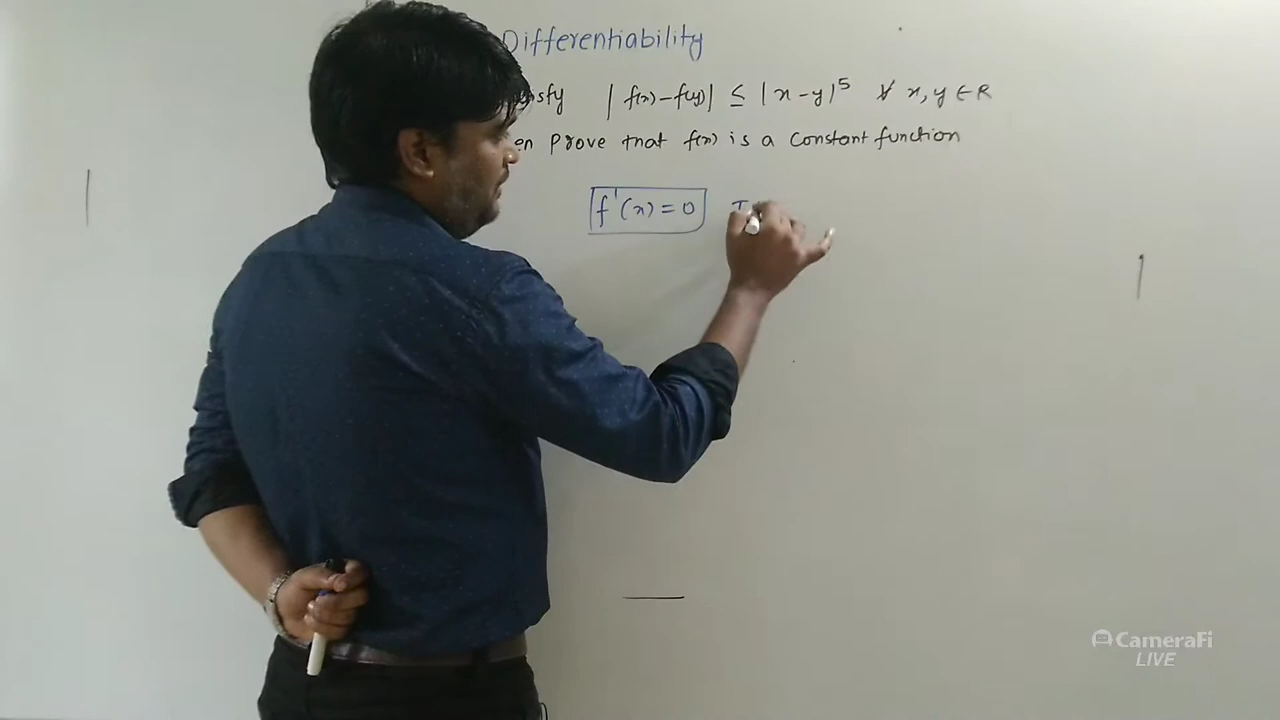 Differentiability
|f(x)-f(y)| ≤ |x-y|⁵ ∀ x,y ∈ R
Prove that f(x) is a constant function
f'(x) = 0
CameraFi
LIVE